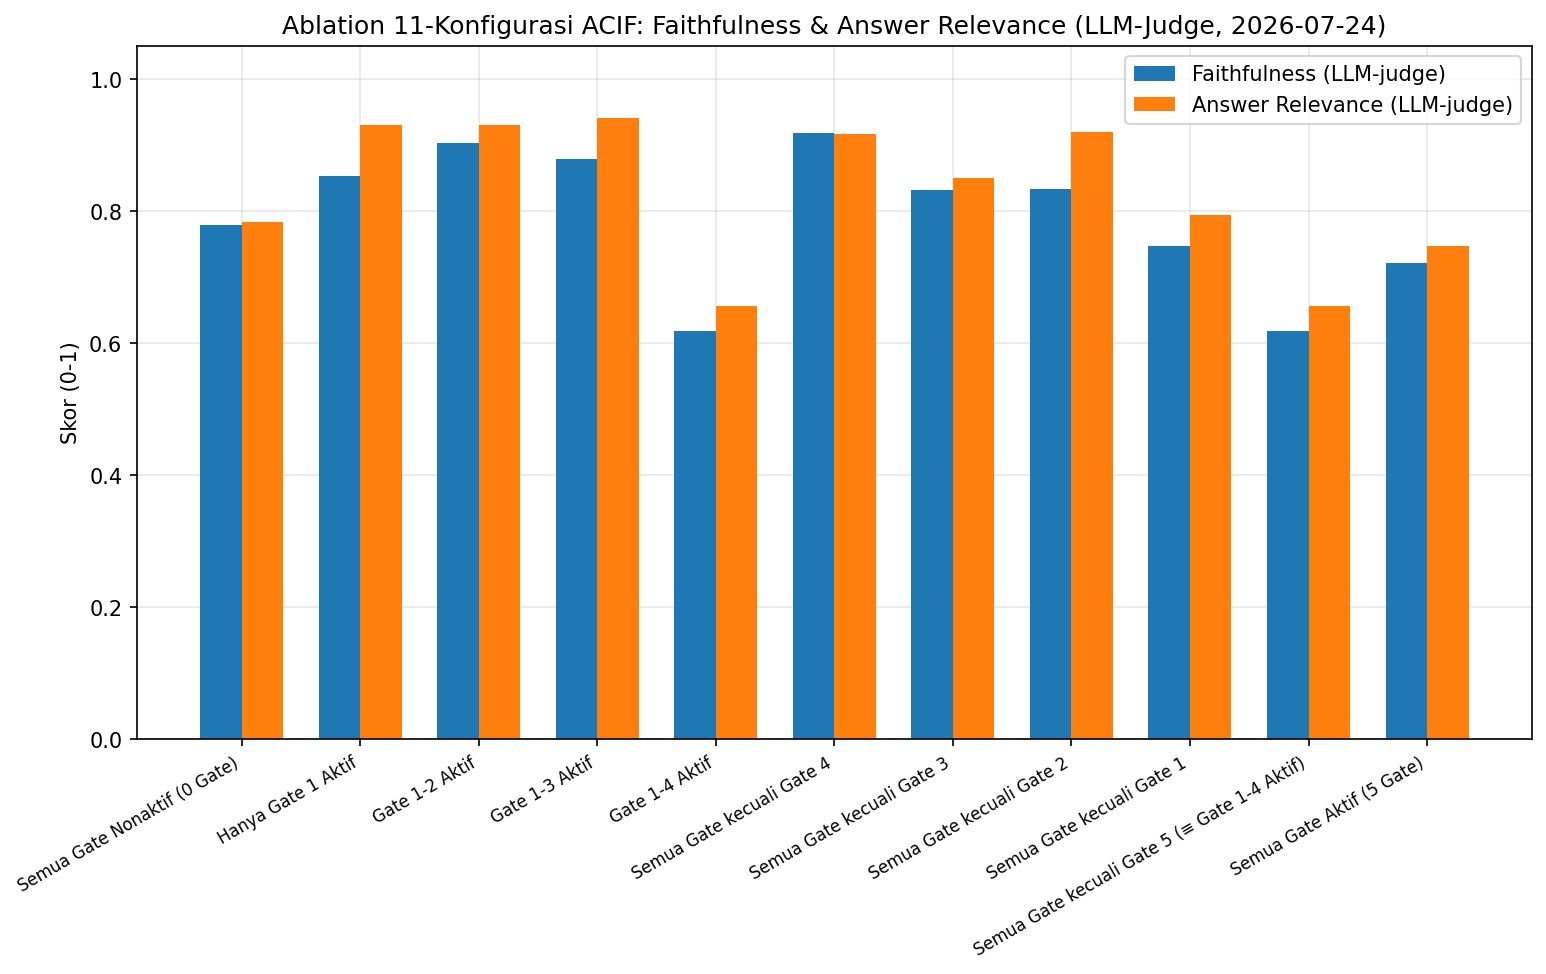 Ablation 11-Konfigurasi ACIF: Faithfulness & Answer Relevance (LLM-Judge, 2026-07-24)
Faithfulness (LLM-judge)
Answer Relevance (LLM-judge)
Skor (0-1)
1.0
0.8
0.6
0.4
0.2
0.0
Semua Gate Nonaktif (0 Gate)
Hanya Gate 1 Aktif
Gate 1-2 Aktif
Gate 1-3 Aktif
Gate 1-4 Aktif
Semua Gate kecuali Gate 4
Semua Gate kecuali Gate 3
Semua Gate kecuali Gate 2
Semua Gate kecuali Gate 1
Semua Gate kecuali Gate 5 (≡ Gate 1-4 Aktif)
Semua Gate Aktif (5 Gate)